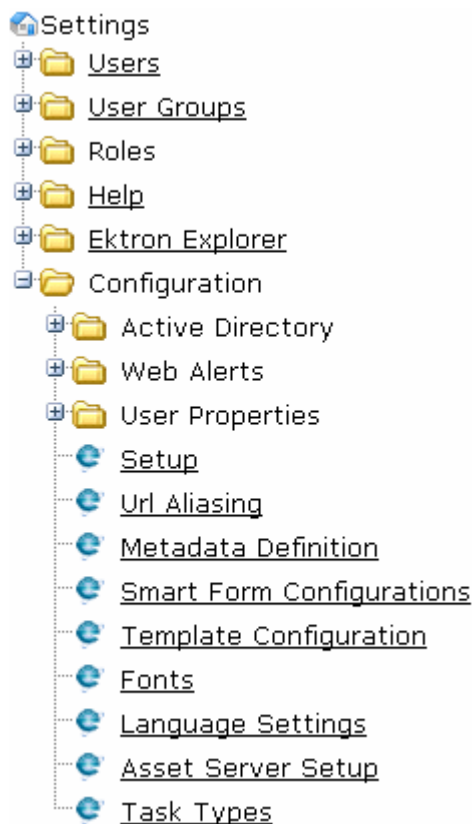 Settings
Users
User Groups
Roles
Help
Ektron Explorer
Configuration
Active Directory
Web Alerts
User Properties
Setup
Url Aliasing
Metadata Definition
Smart Form Configurations
Template Configuration
Fonts
Language Settings
Asset Server Setup
Task Types